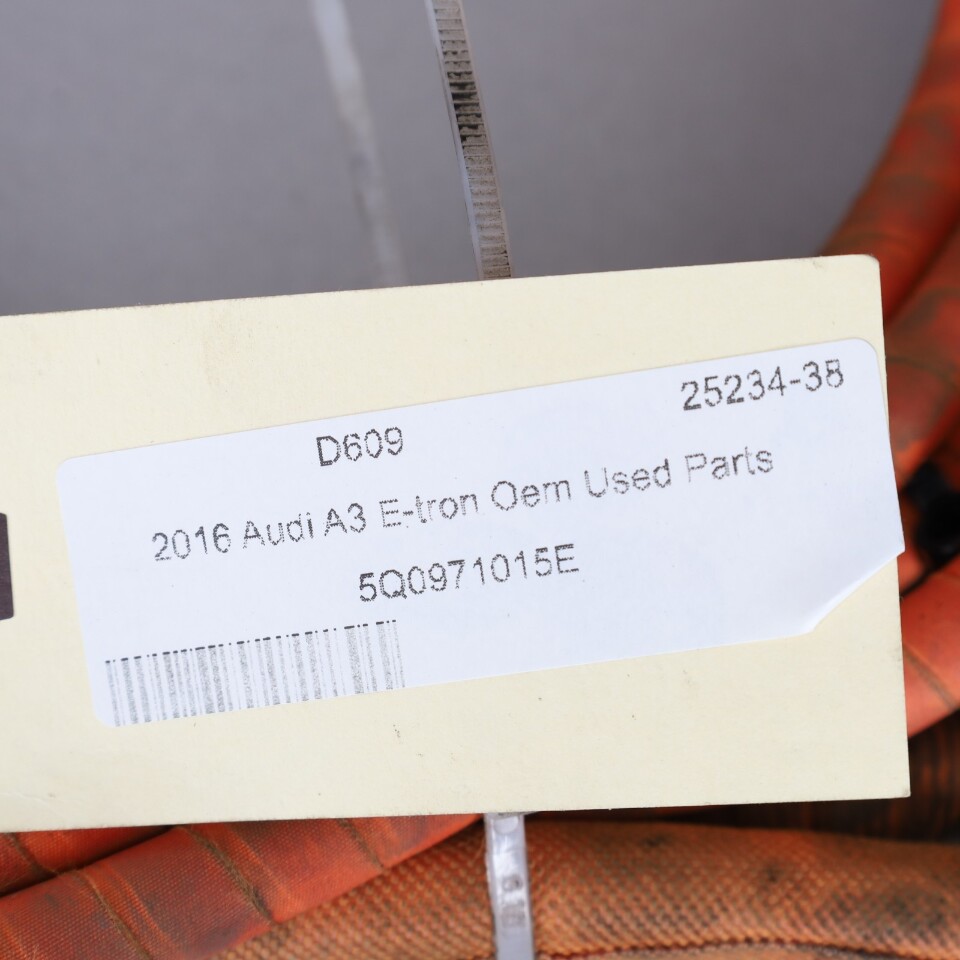 25234-38
D609
2016 Audi A3 E-tron Oem Used Parts
5Q0971015E